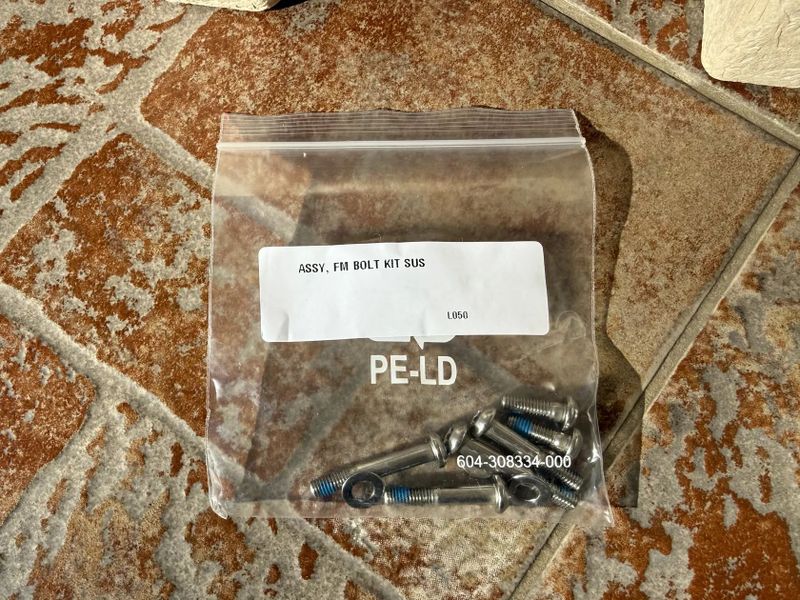 ASSY, FM BOLT KIT SUS
L050
PE-LD
604-308334-000